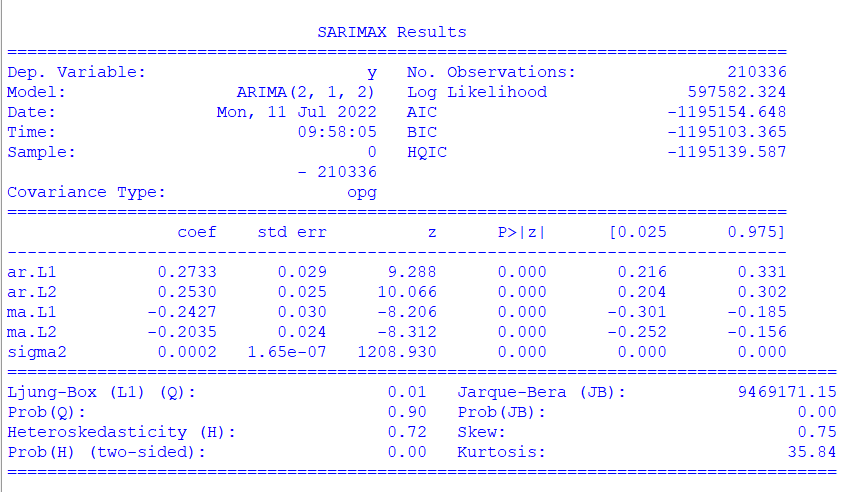 SARIMAX Results
==============================================================================
Dep. Variable:                      y   No. Observations:               210336
Model:                 ARIMA(2, 1, 2)   Log Likelihood              597582.324
Date:                Mon, 11 Jul 2022   AIC                       -1195154.648
Time:                        09:58:05   BIC                       -1195103.365
Sample:                             0   HQIC                      -1195139.587
                             - 210336
Covariance Type:                  opg
==============================================================================
                 coef    std err          z      P>|z|      [0.025      0.975]
------------------------------------------------------------------------------
ar.L1          0.2733      0.029      9.288      0.000       0.216       0.331
ar.L2          0.2530      0.025     10.066      0.000       0.204       0.302
ma.L1         -0.2427      0.030     -8.206      0.000      -0.301      -0.185
ma.L2         -0.2035      0.024     -8.312      0.000      -0.252      -0.156
sigma2         0.0002   1.65e-07   1208.930      0.000       0.000       0.000
===================================================================================
Ljung-Box (L1) (Q):                   0.01   Jarque-Bera (JB):           9469171.15
Prob(Q):                              0.90   Prob(JB):                         0.00
Heteroskedasticity (H):               0.72   Skew:                             0.75
Prob(H) (two-sided):                  0.00   Kurtosis:                        35.84
===================================================================================